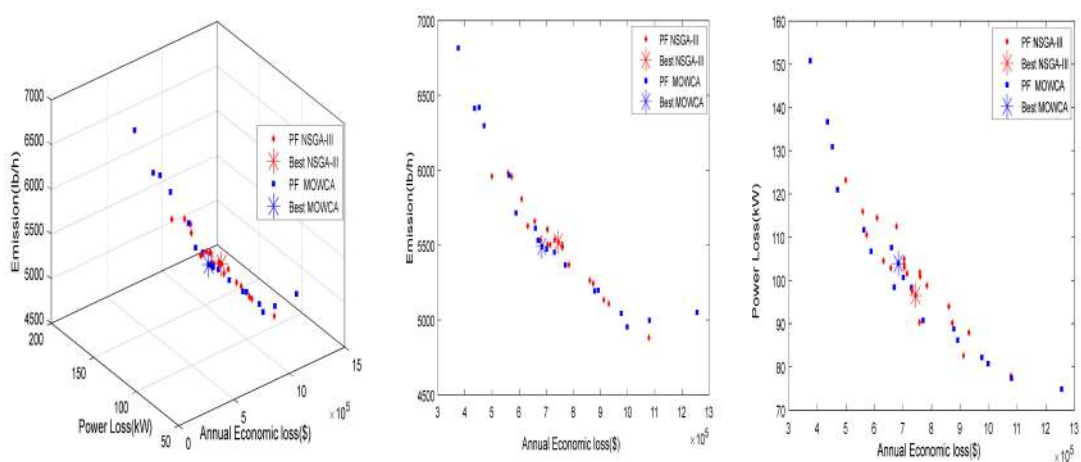 7000
6500
6000
5500
5000
4500
200
150
100
50
0
5
10
15
×10⁵
Emission(lb/h)
Power Loss(kW)
Annual Economic loss($)
PF NSGA-III
Best NSGA-III
PF MOWCA
Best MOWCA
7000
6500
6000
5500
5000
4500
3 4 5 6 7 8 9 10 11 12 13
×10⁵
Emission(lb/h)
Annual Economic loss($)
PF NSGA-III
Best NSGA-III
PF MOWCA
Best MOWCA
160
150
140
130
120
110
100
90
80
70
3 4 5 6 7 8 9 10 11 12 13
×10⁵
Power Loss(kW)
Annual Economic loss($)
PF NSGA-III
Best NSGA-III
PF MOWCA
Best MOWCA